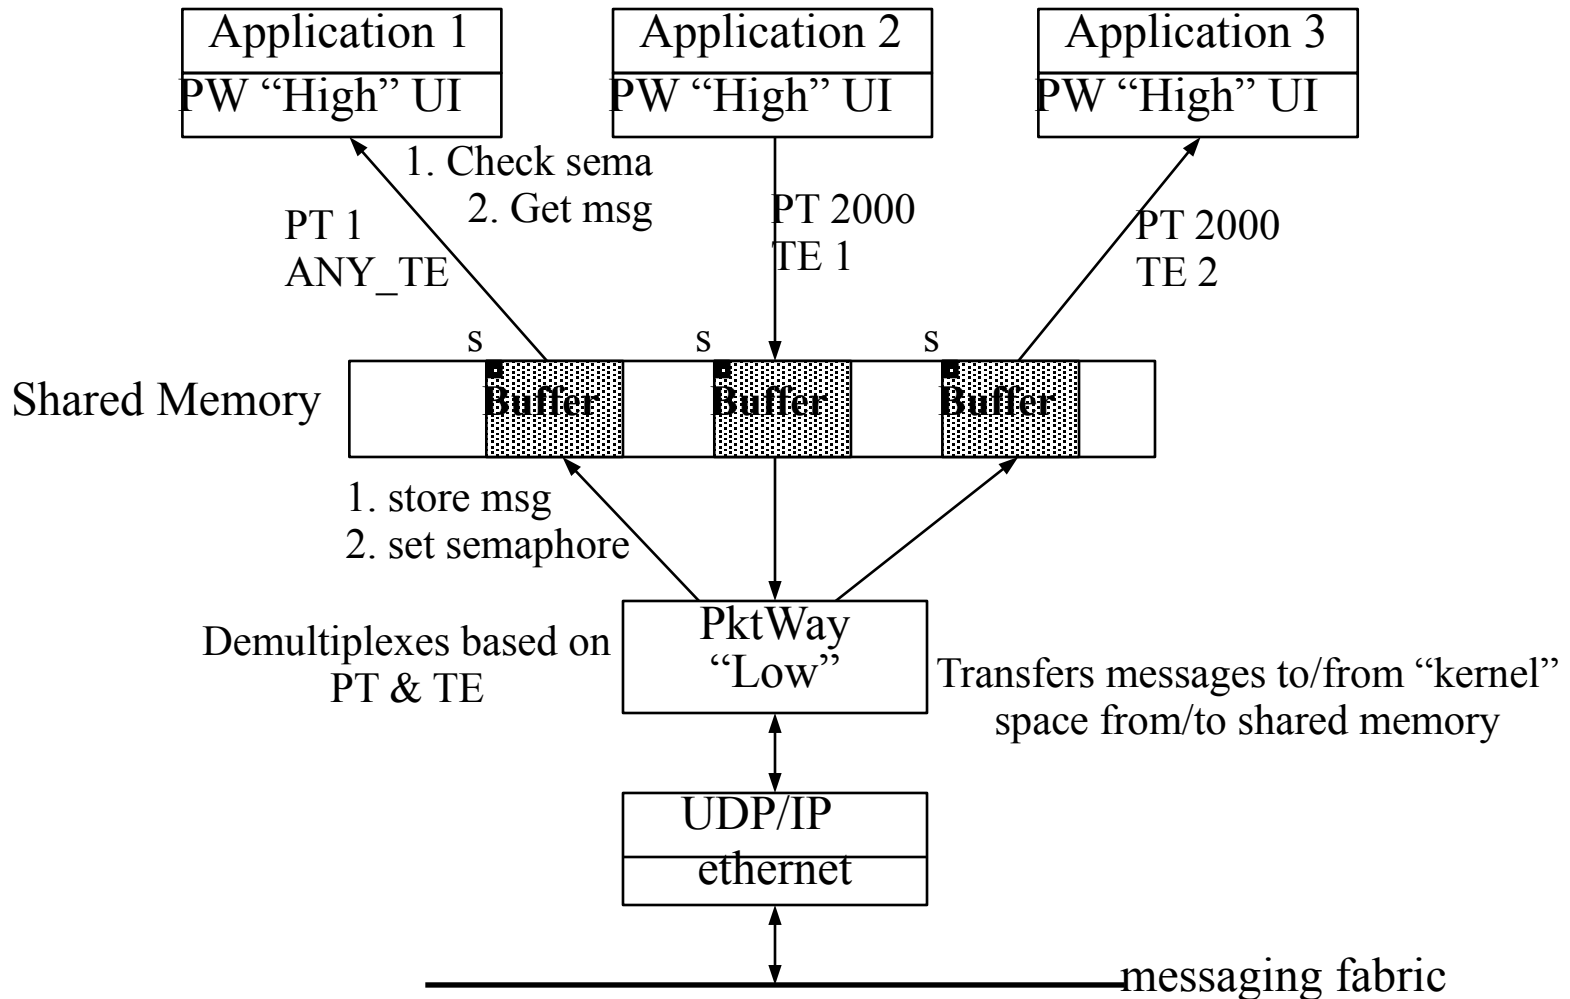 Application 1
PW “High” UI
Application 2
PW “High” UI
Application 3
PW “High” UI
1. Check sema
2. Get msg
PT 1
ANY_TE
PT 2000
TE 1
PT 2000
TE 2
s
s
s
Shared Memory
Buffer
Buffer
Buffer
1. store msg
2. set semaphore
Demultiplexes based on
PT & TE
PktWay
“Low”
Transfers messages to/from “kernel”
space from/to shared memory
UDP/IP
ethernet
messaging fabric